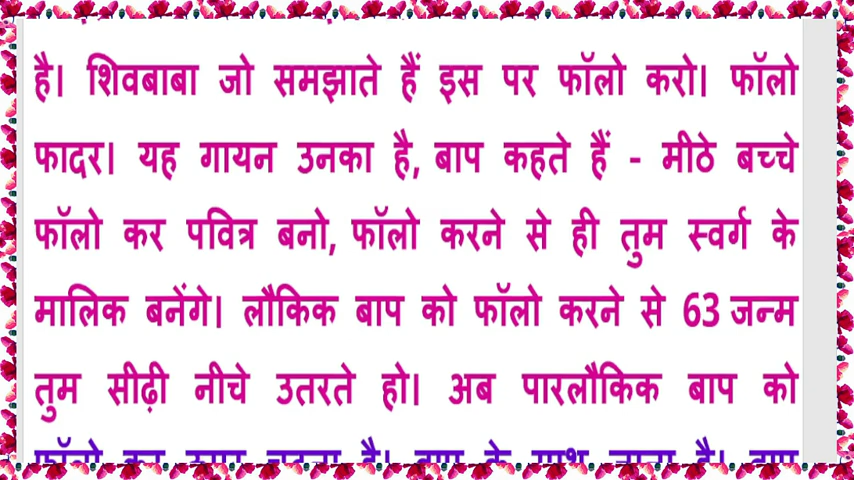 है। शिवबाबा जो समझाते हैं इस पर फॉलो करो। फॉलो
फादर। यह गायन उनका है, बाप कहते हैं - मीठे बच्चे
फॉलो कर पवित्र बनो, फॉलो करने से ही तुम स्वर्ग के
मालिक बनेंगे। लौकिक बाप को फॉलो करने से 63 जन्म
तुम सीढ़ी नीचे उतरते हो। अब पारलौकिक बाप को